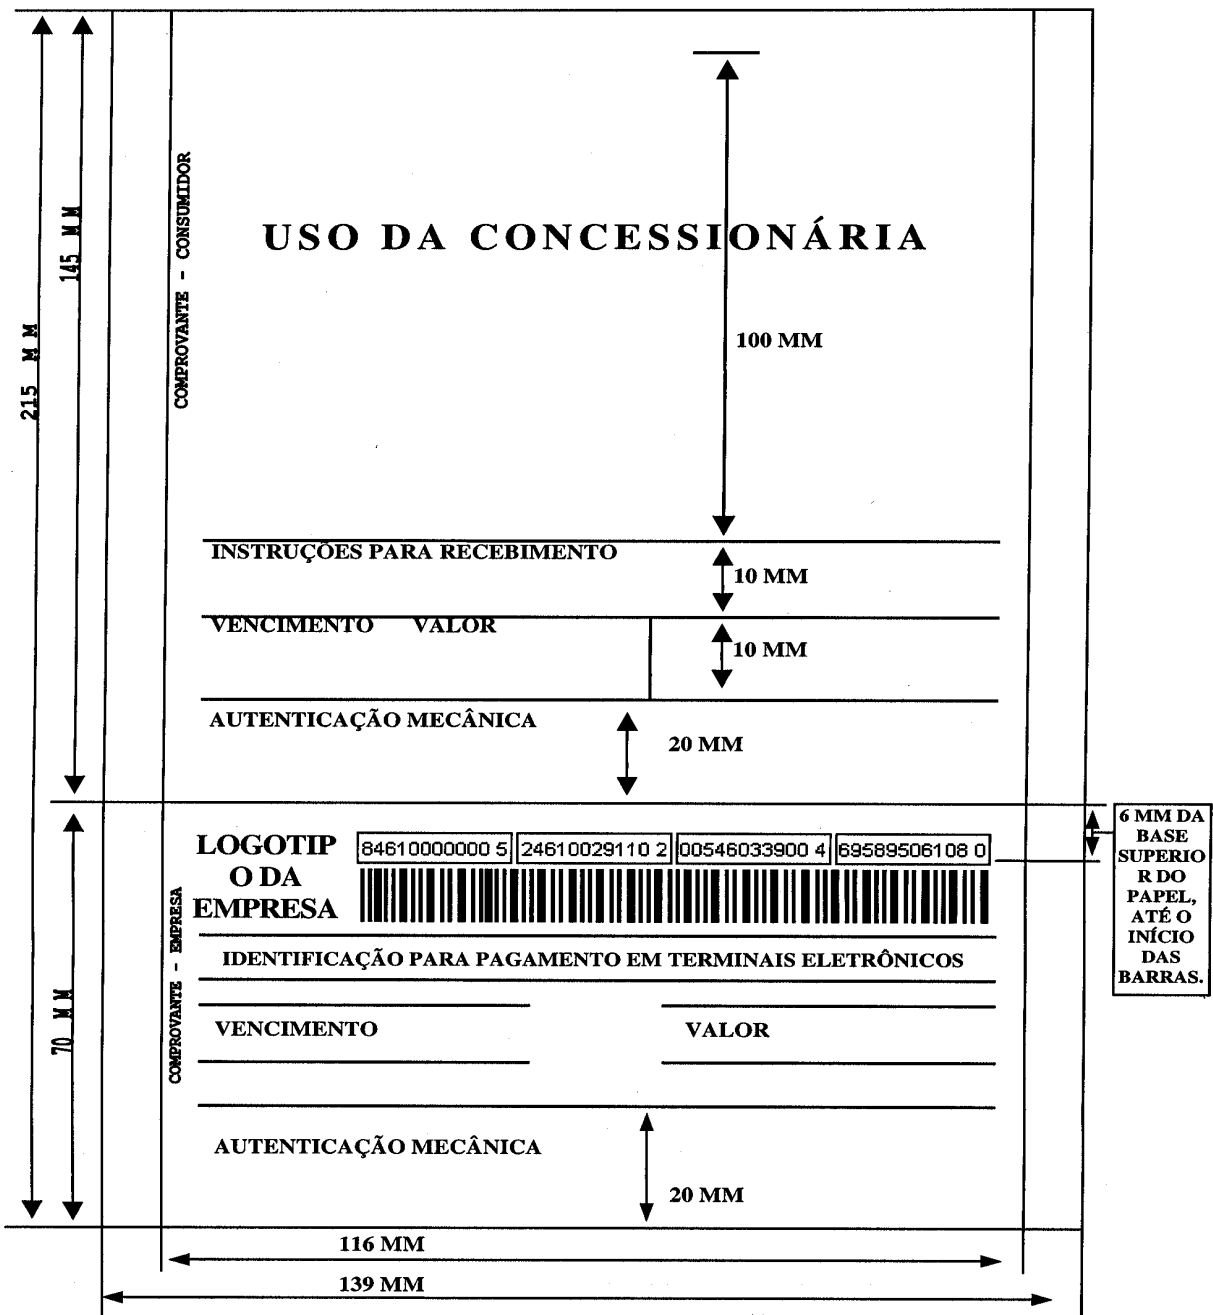 215 MM
145 MM
COMPROVANTE - CONSUMIDOR
USO DA CONCESSIONÁRIA
100 MM
INSTRUÇÕES PARA RECEBIMENTO
10 MM
VENCIMENTO VALOR
10 MM
AUTENTICAÇÃO MECÂNICA
20 MM
70 MM
COMPROVANTE - EMPRESA
LOGOTIP
O DA
EMPRESA
84610000000 5 24610029110 2 00546033900 4 69589506108 0
6 MM DA
BASE
SUPERIO
R DO
PAPEL,
ATÉ O
INÍCIO
DAS
BARRAS.
IDENTIFICAÇÃO PARA PAGAMENTO EM TERMINAIS ELETRÔNICOS
VENCIMENTO VALOR
AUTENTICAÇÃO MECÂNICA
20 MM
116 MM
139 MM